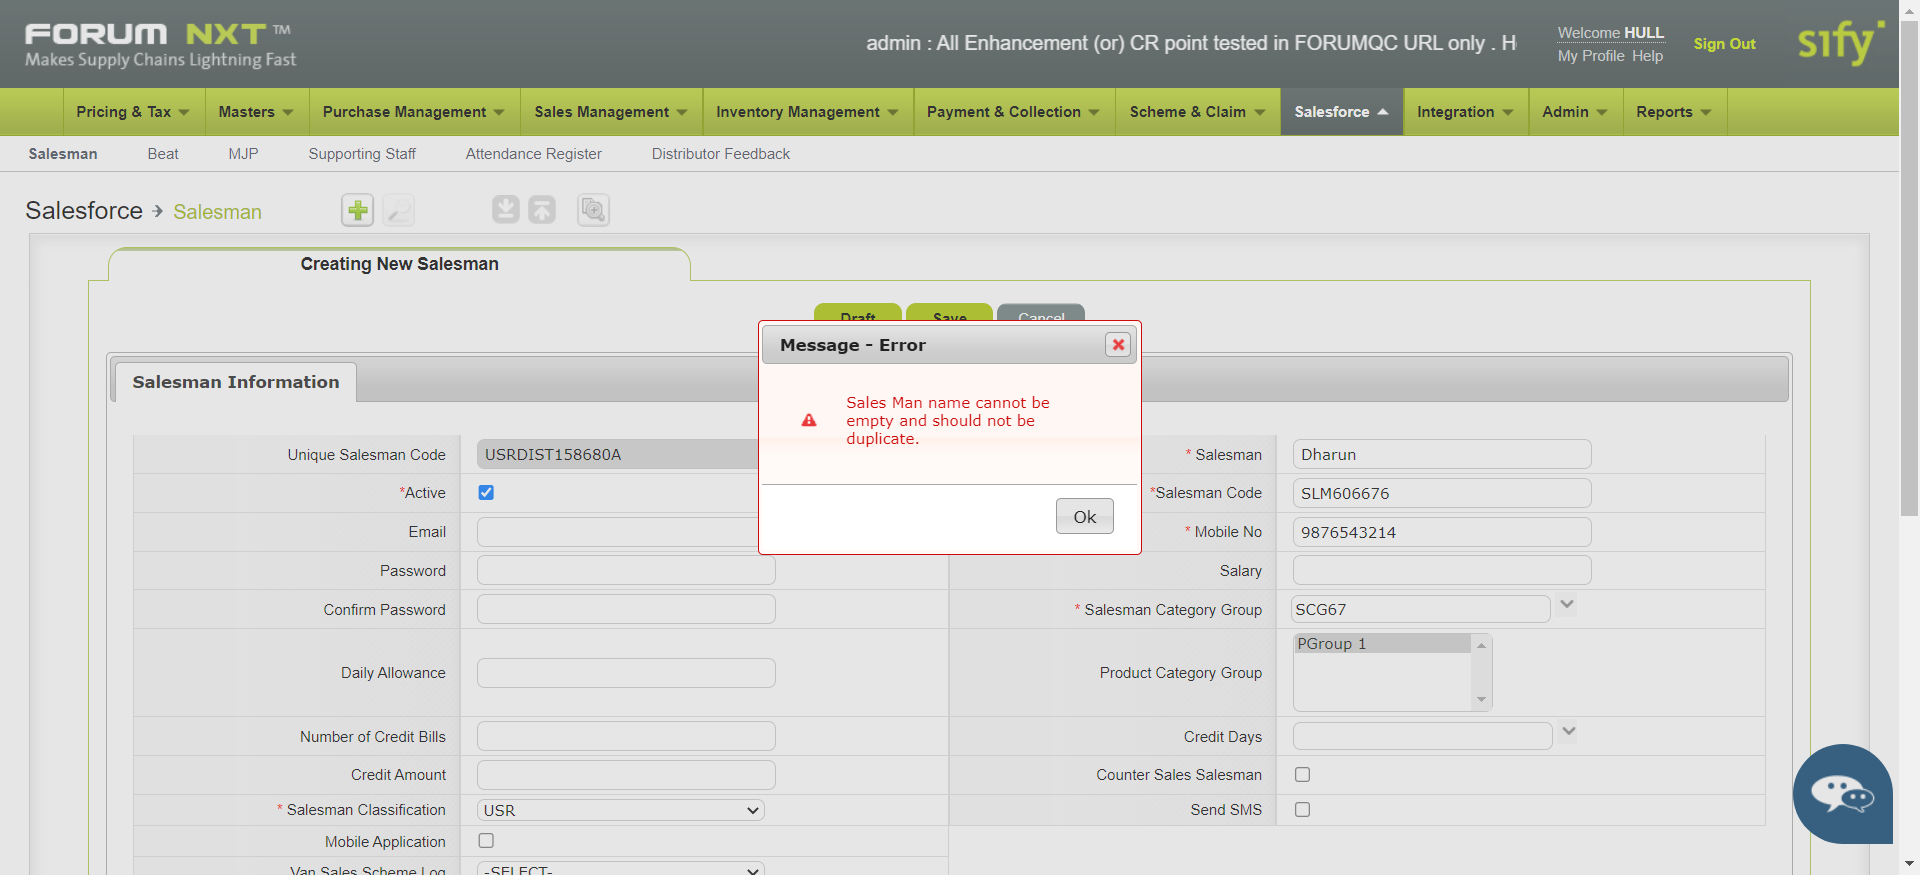 FORUM NXT™
Makes Supply Chains Lightning Fast
admin : All Enhancement (or) CR point tested in FORUMQC URL only . H
Welcome HULL
My Profile Help
Sign Out
sify
Pricing & Tax Masters Purchase Management Sales Management Inventory Management Payment & Collection Scheme & Claim Salesforce Integration Admin Reports
Salesman Beat MJP Supporting Staff Attendance Register Distributor Feedback
Salesforce Salesman
Creating New Salesman
Draft Save Cancel
Message - Error
Sales Man name cannot be
empty and should not be
duplicate.
Ok
Salesman Information
Unique Salesman Code USRDIST158680A * Salesman Dharun
*Active *Salesman Code SLM606676
Email * Mobile No 9876543214
Password Salary
Confirm Password * Salesman Category Group SCG67
Daily Allowance Product Category Group PGroup 1
Number of Credit Bills Credit Days
Credit Amount Counter Sales Salesman
* Salesman Classification USR Send SMS
Mobile Application
Van Sales Scheme Log -SELECT-